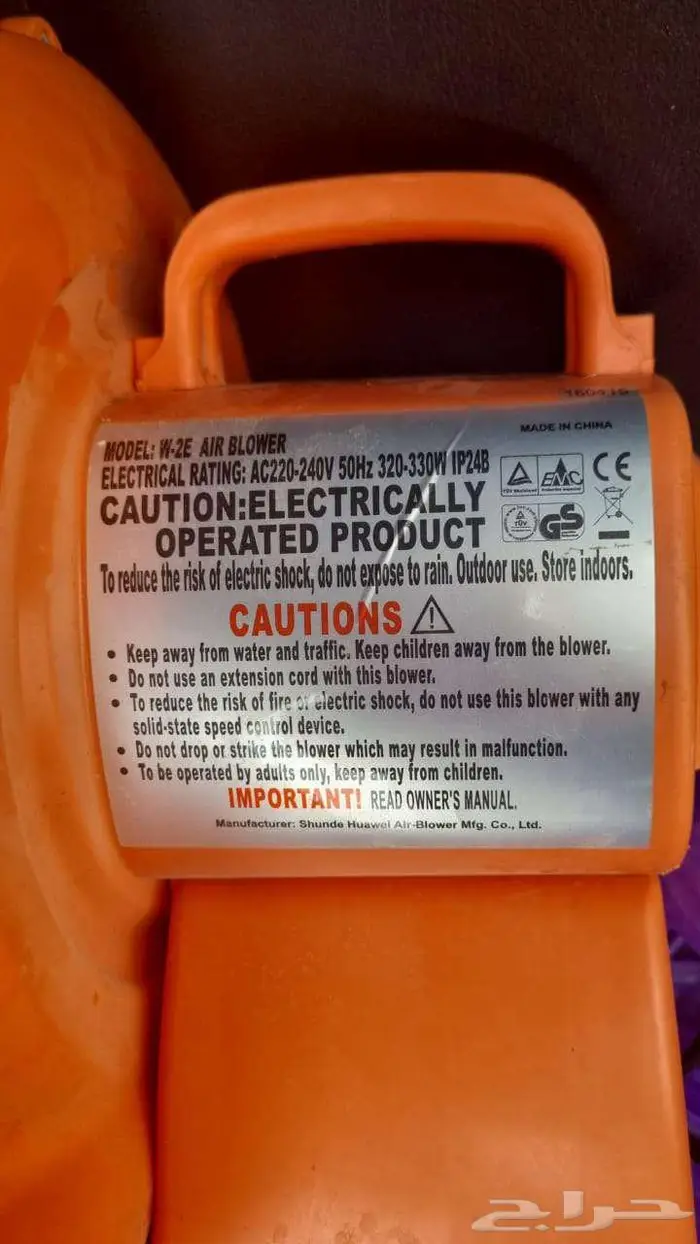 160415
MADE IN CHINA
MODEL: W-2E AIR BLOWER
ELECTRICAL RATING: AC220-240V 50Hz 320-330W IP24B
CAUTION:ELECTRICALLY
OPERATED PRODUCT
EMC
CE
TÜV
GS
To reduce the risk of electric shock, do not expose to rain. Outdoor use. Store indoors.
CAUTIONS
• Keep away from water and traffic. Keep children away from the blower.
• Do not use an extension cord with this blower.
• To reduce the risk of fire or electric shock, do not use this blower with any
solid-state speed control device.
• Do not drop or strike the blower which may result in malfunction.
• To be operated by adults only, keep away from children.
IMPORTANT! READ OWNER'S MANUAL.
Manufacturer: Shunde Huawei Air-Blower Mfg. Co., Ltd.
حراج